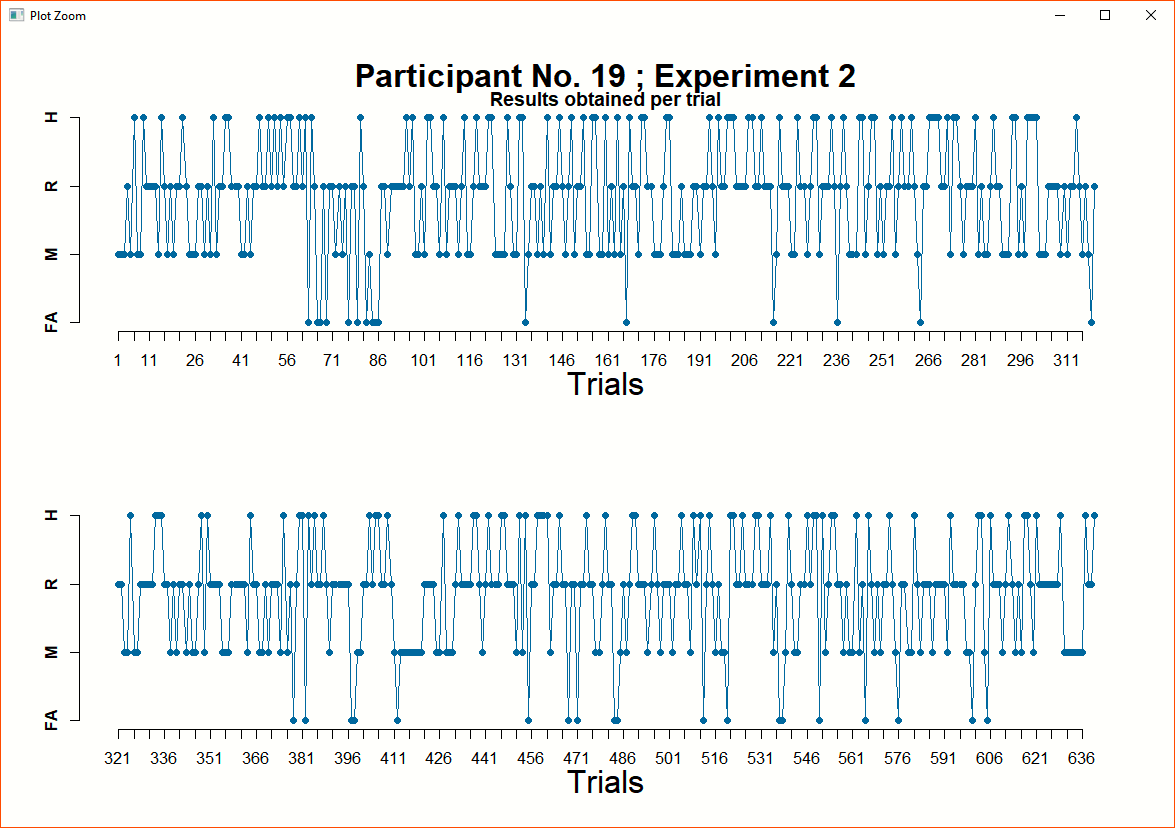 Plot Zoom
Participant No. 19 ; Experiment 2
Results obtained per trial
H
R
M
FA
1 11 26 41 56 71 86 101 116 131 146 161 176 191 206 221 236 251 266 281 296 311
Trials
H
R
M
FA
321 336 351 366 381 396 411 426 441 456 471 486 501 516 531 546 561 576 591 606 621 636
Trials